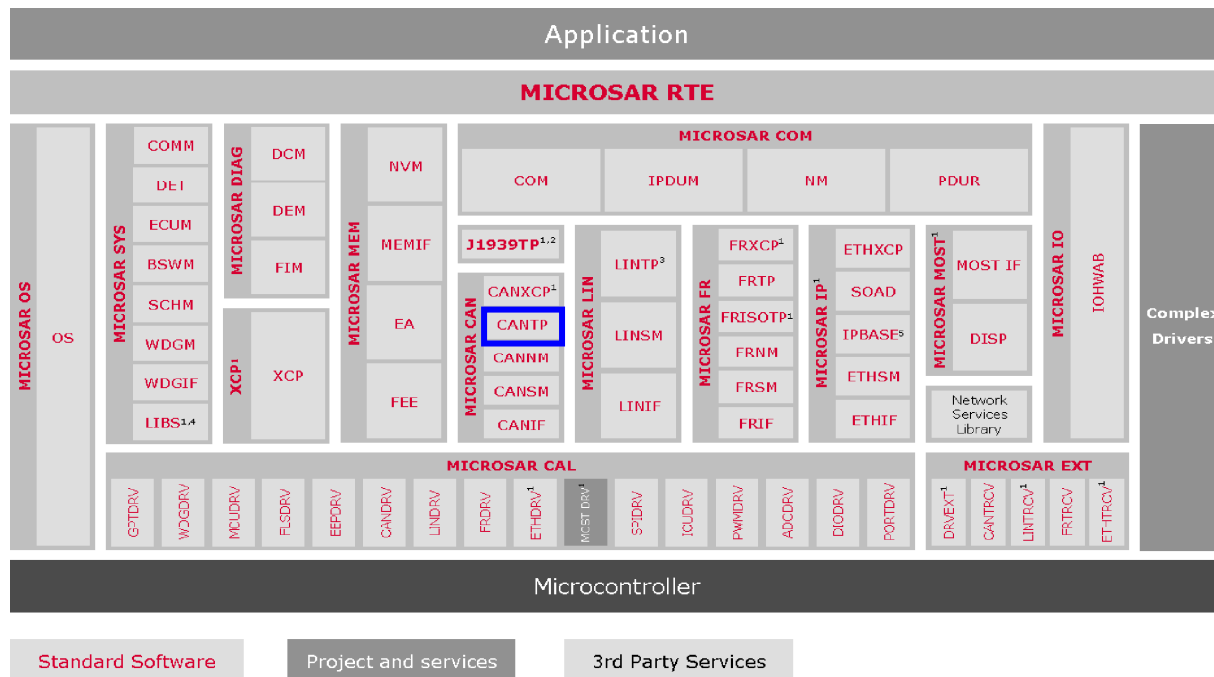 Application
MICROSAR RTE
MICROSAR OS
OS
MICROSAR SYS
COMM
DET
ECUM
BSWM
SCHM
WDGM
WDGIF
LIBS1,4
MICROSAR DIAG
DCM
DEM
FIM
XCP1
XCP
MICROSAR MEM
NVM
MEMIF
EA
FEE
MICROSAR COM
COM
IPDUM
NM
PDUR
J1939TP1,2
MICROSAR CAN
CANXCP1
CANTP
CANNM
CANSM
CANIF
MICROSAR LIN
LINTP3
LINSM
LINIF
MICROSAR FR
FRXCP1
FRTP
FRISOTP1
FRNM
FRSM
FRIF
MICROSAR IP1
ETHXCP
SOAD
IPBASE5
ETHSM
ETHIF
MICROSAR MOST1
MOST IF
DISP
Network
Services
Library
MICROSAR IO
IOHWAB
Complex
Drivers
MICROSAR CAL
GPTDRV
WDGDRV
MCUDRV
FLSDRV
EEPDRV
CANDRV
LINDRV
FRDRV
ETHDRV1
MOST DRV1
SPIDRV
ICUDRV
PWMDRV
ADCDRV
DIODRV
PORTDRV
MICROSAR EXT
DRVEXT1
CANTRCV
LINTRCV1
FRTRCV
ETHTRCV1
Microcontroller
Standard Software
Project and services
3rd Party Services